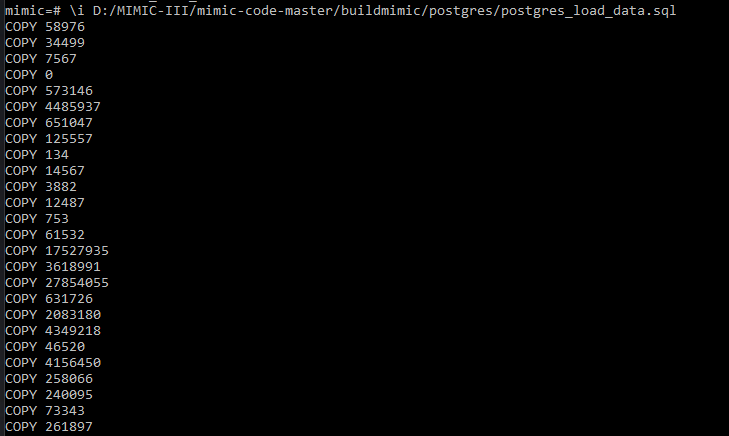 mimic=# \i D:/MIMIC-III/mimic-code-master/buildmimic/postgres/postgres_load_data.sql
COPY 58976
COPY 34499
COPY 7567
COPY 0
COPY 573146
COPY 4485937
COPY 651047
COPY 125557
COPY 134
COPY 14567
COPY 3882
COPY 12487
COPY 753
COPY 61532
COPY 17527935
COPY 3618991
COPY 27854055
COPY 631726
COPY 2083180
COPY 4349218
COPY 46520
COPY 4156450
COPY 258066
COPY 240095
COPY 73343
COPY 261897